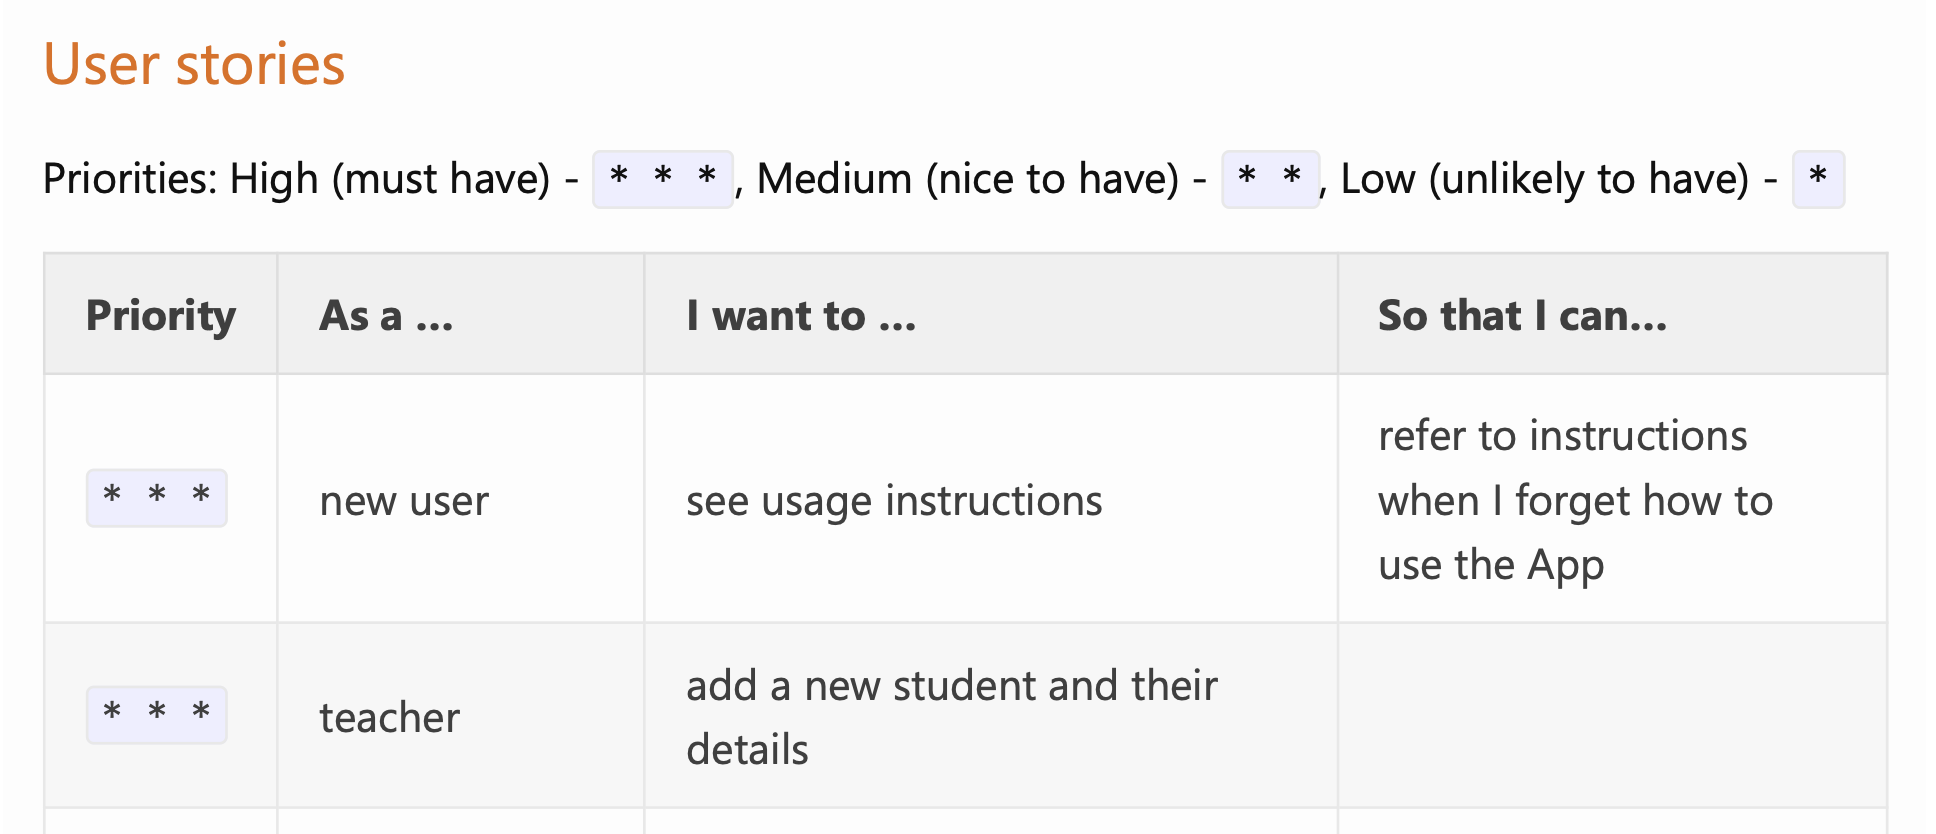 User stories
Priorities: High (must have) - * * *, Medium (nice to have) - * *, Low (unlikely to have) - *
Priority As a ... I want to ... So that I can...
* * * new user see usage instructions refer to instructions
when I forget how to
use the App
* * * teacher add a new student and their
details